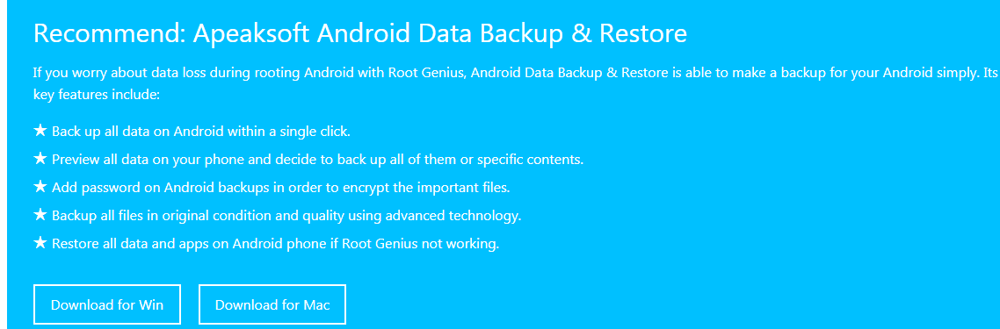 Recommend: Apeaksoft Android Data Backup & Restore
If you worry about data loss during rooting Android with Root Genius, Android Data Backup & Restore is able to make a backup for your Android simply. Its
key features include:
★ Back up all data on Android within a single click.
★ Preview all data on your phone and decide to back up all of them or specific contents.
★ Add password on Android backups in order to encrypt the important files.
★ Backup all files in original condition and quality using advanced technology.
★ Restore all data and apps on Android phone if Root Genius not working.
Download for Win Download for Mac